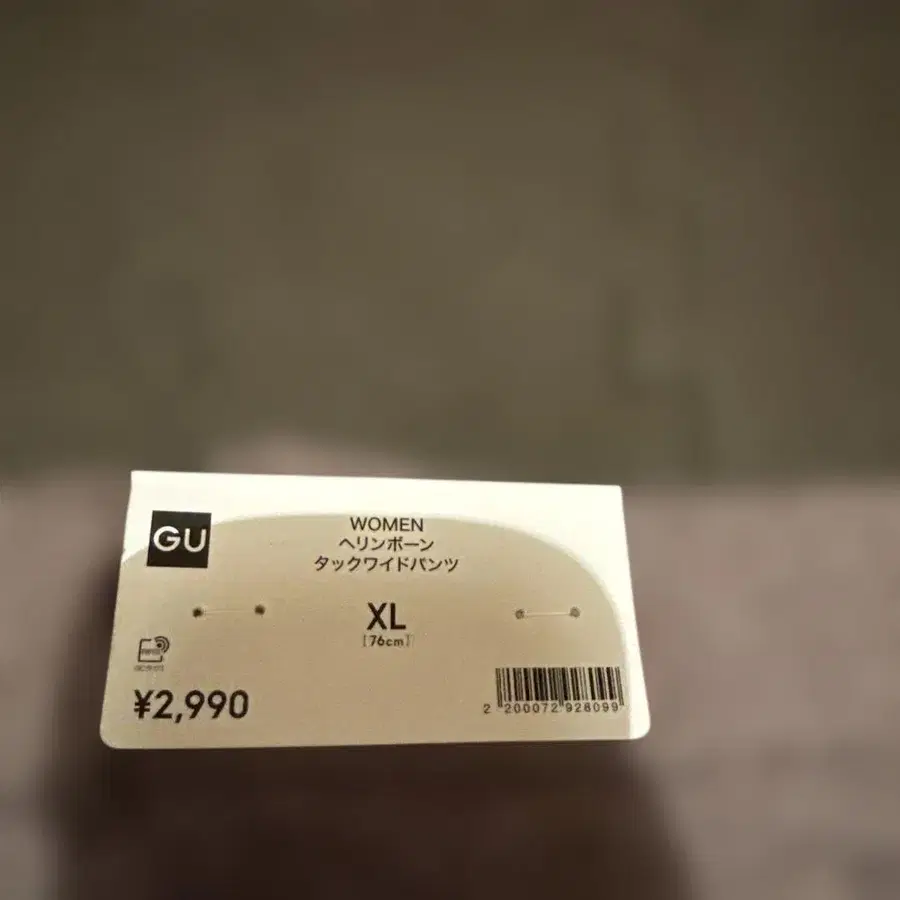 GU
WOMEN
ヘリンボーン
タックワイドパンツ
XL
[76cm]
¥2,990
2 200072 928099